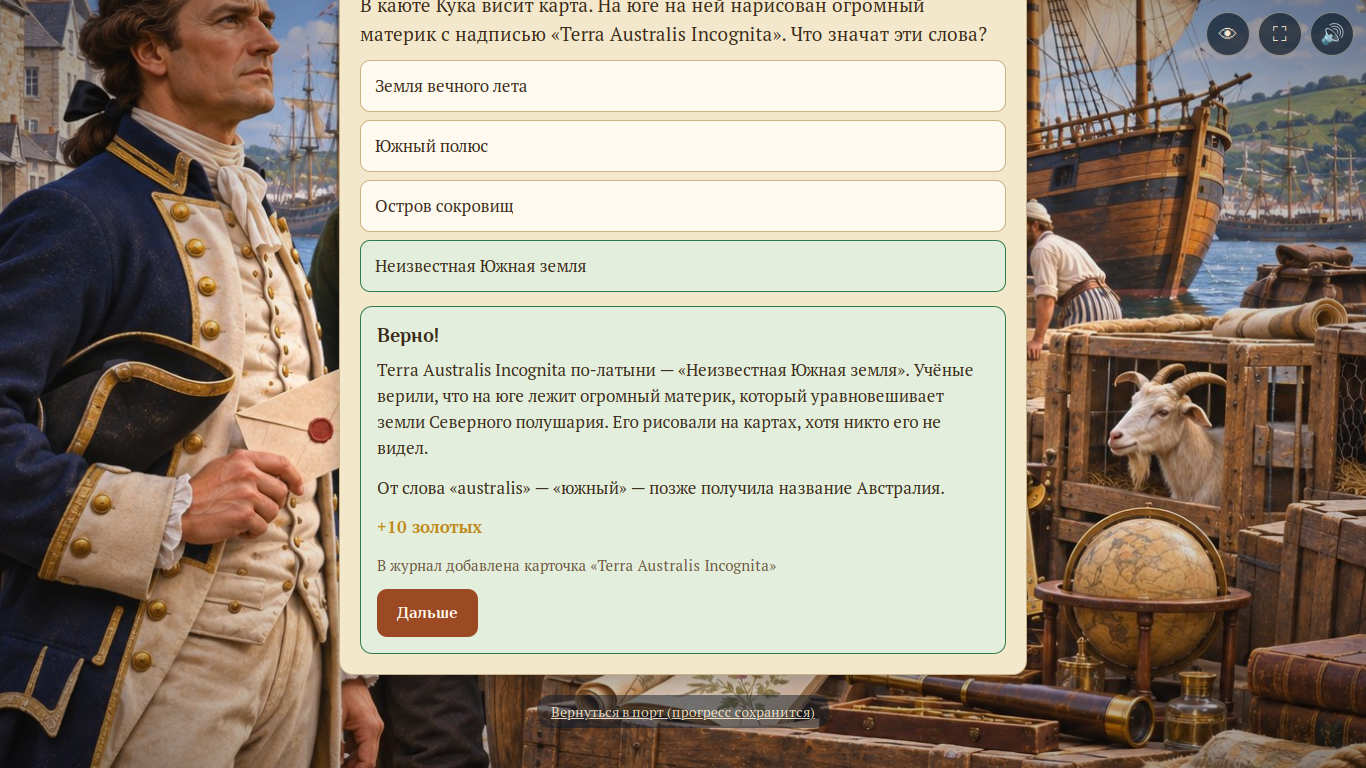 В каюте Кука висит карта. На юге на ней нарисован огромный
материк с надписью «Terra Australis Incognita». Что значат эти слова?
Земля вечного лета
Южный полюс
Остров сокровищ
Неизвестная Южная земля
Верно!
Terra Australis Incognita по-латыни — «Неизвестная Южная земля». Учёные
верили, что на юге лежит огромный материк, который уравновешивает
земли Северного полушария. Его рисовали на картах, хотя никто его не
видел.
От слова «australis» — «южный» — позже получила название Австралия.
+10 золотых
В журнал добавлена карточка «Terra Australis Incognita»
Дальше
Вернуться в порт (прогресс сохранится)